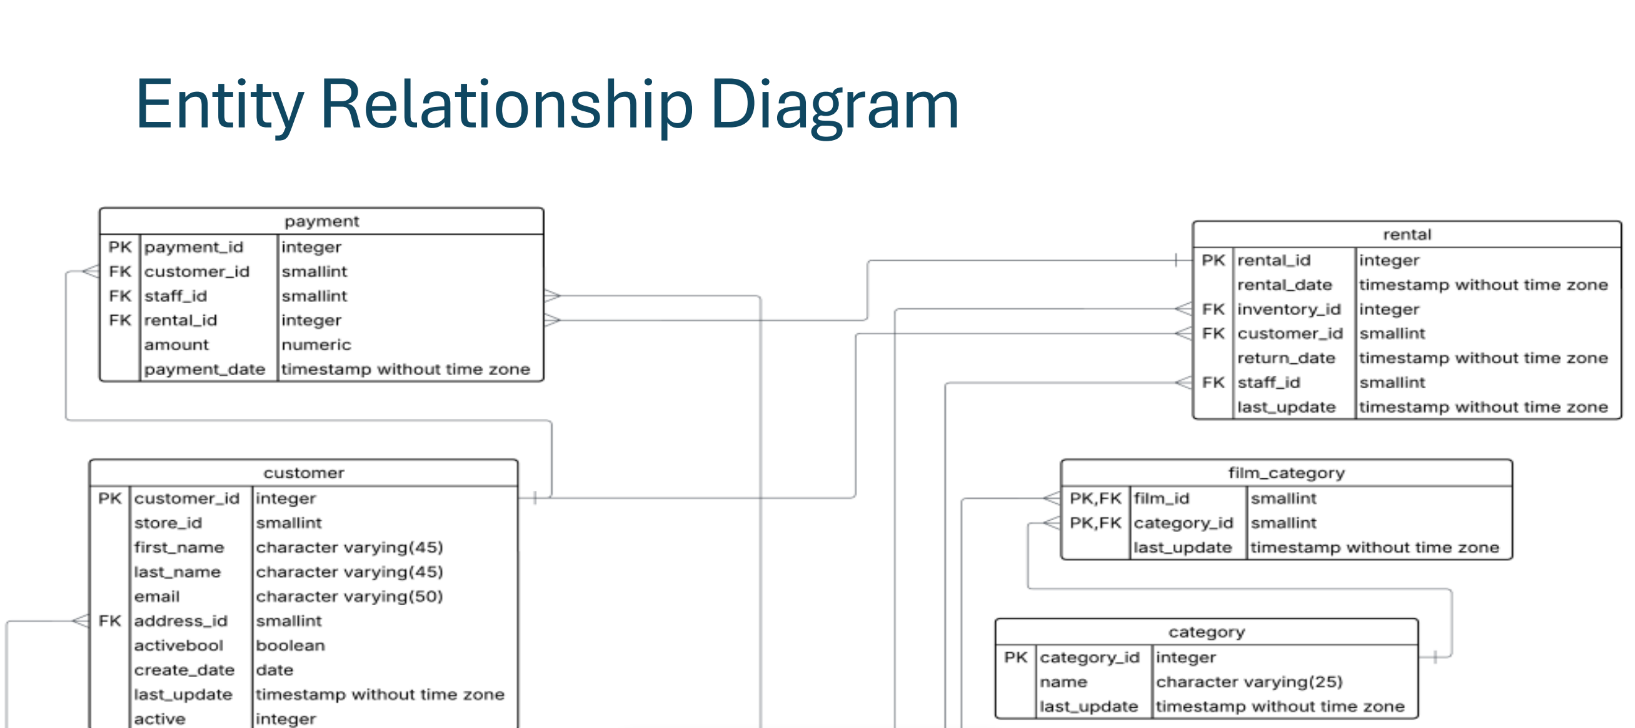 Entity Relationship Diagram
payment
PK payment_id integer
FK customer_id smallint
FK staff_id smallint
FK rental_id integer
amount numeric
payment_date timestamp without time zone
rental
PK rental_id integer
rental_date timestamp without time zone
FK inventory_id integer
FK customer_id smallint
return_date timestamp without time zone
FK staff_id smallint
last_update timestamp without time zone
customer
PK customer_id integer
store_id smallint
first_name character varying(45)
last_name character varying(45)
email character varying(50)
FK address_id smallint
activebool boolean
create_date date
last_update timestamp without time zone
active integer
film_category
PK,FK film_id smallint
PK,FK category_id smallint
last_update timestamp without time zone
category
PK category_id integer
name character varying(25)
last_update timestamp without time zone